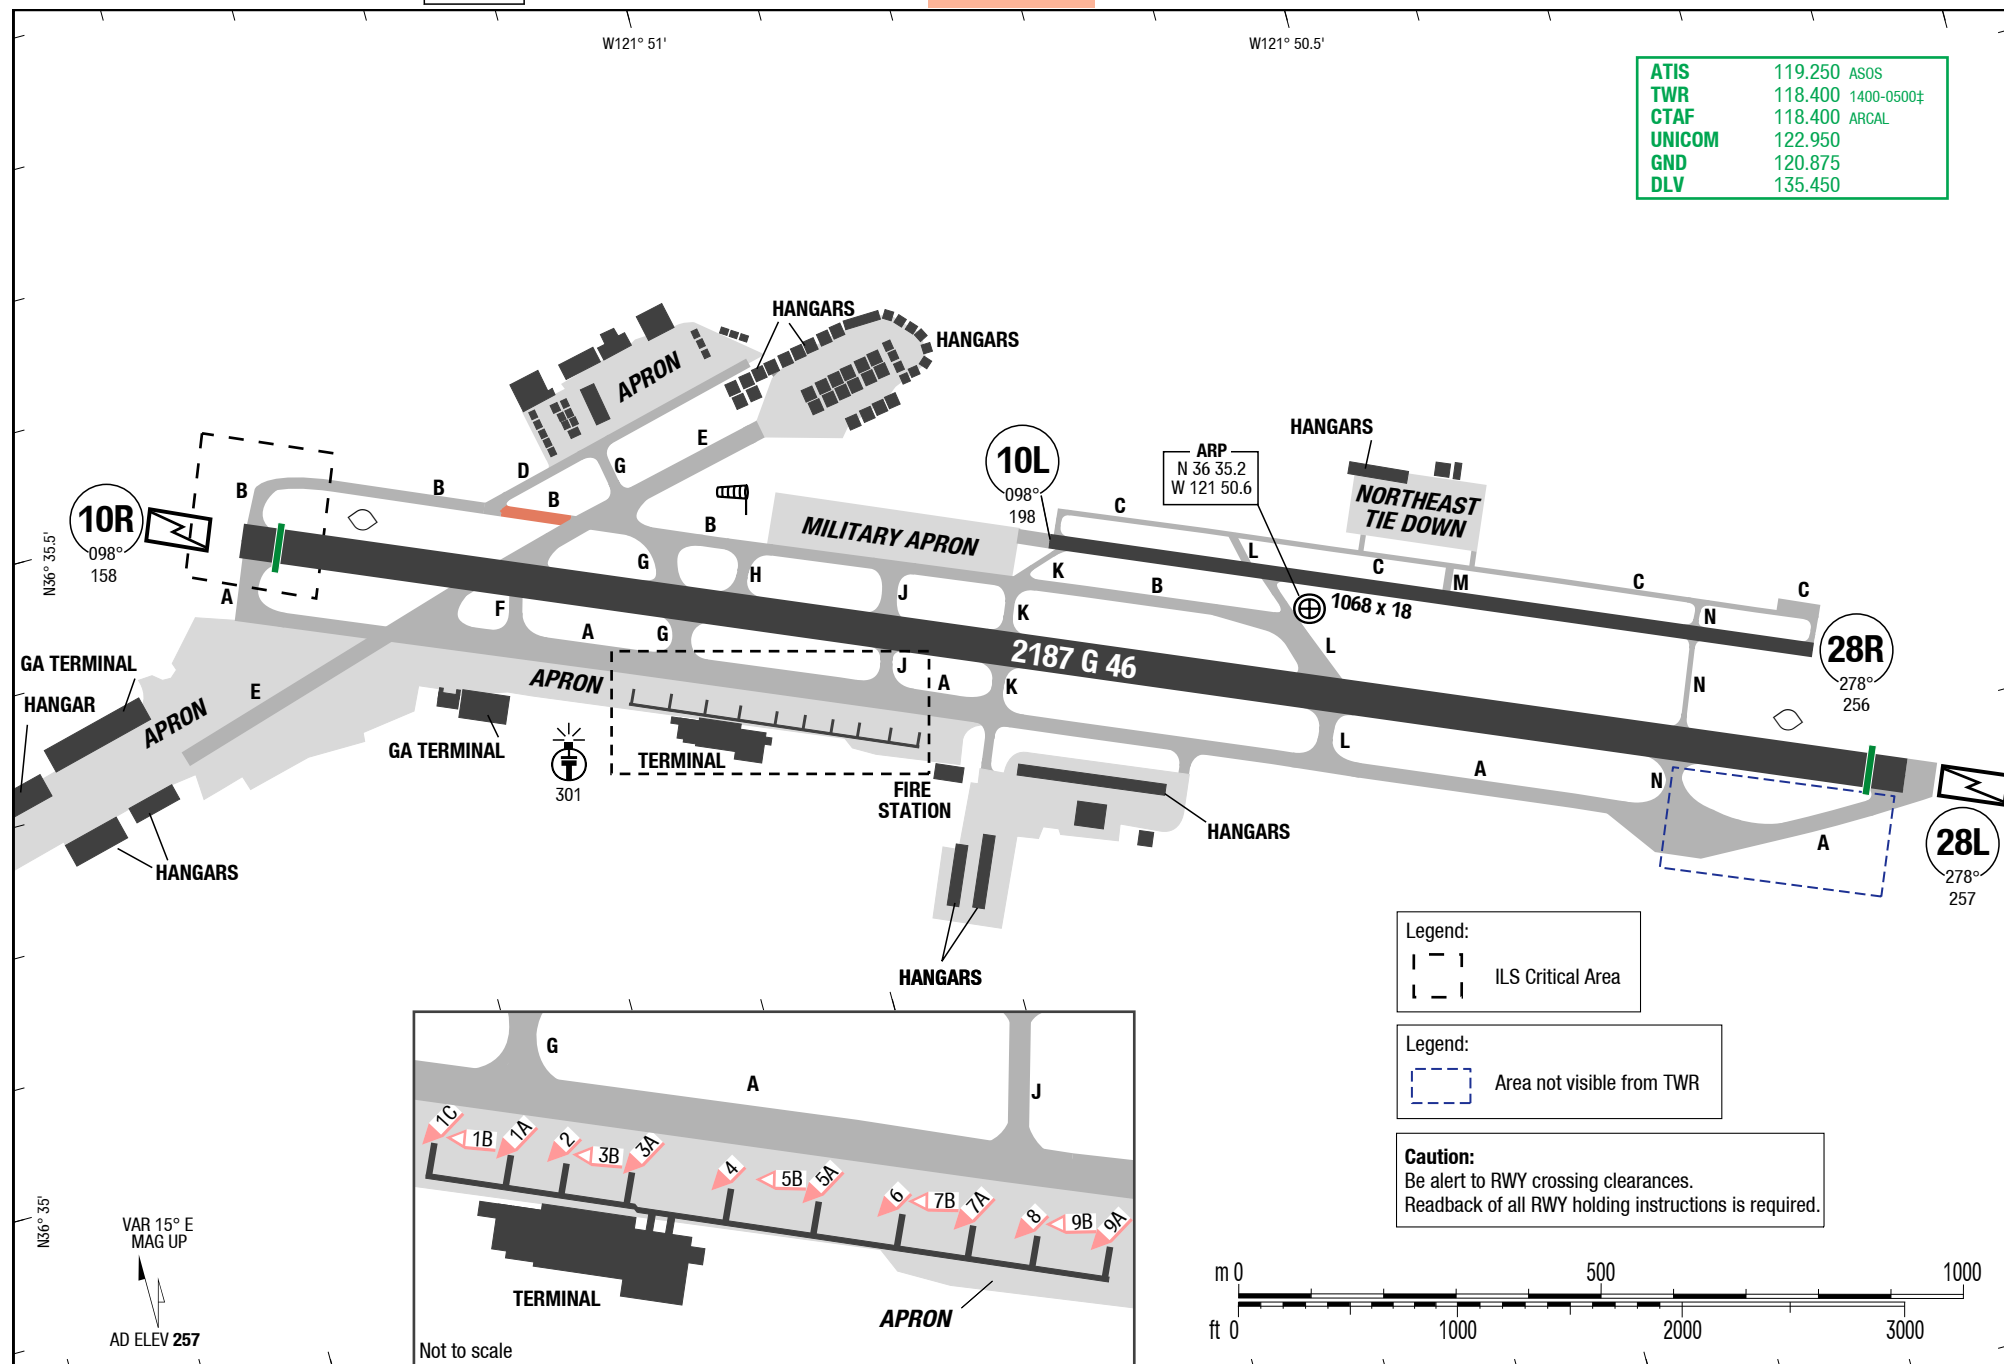 W121° 51'
W121° 50.5'
ATIS 119.250 ASOS
TWR 118.400 1400-0500‡
CTAF 118.400 ARCAL
UNICOM 122.950
GND 120.875
DLV 135.450
HANGARS
HANGARS
APRON
HANGARS
E
G
D
B
B
B
10R
098°
158
N36° 35.5'
10L
098°
198
ARP
N 36 35.2
W 121 50.6
NORTHEAST
TIE DOWN
MILITARY APRON
C
L
C
M
C
C
N
B
H
G
J
K
K
B
1068 x 18
28R
278°
256
A
F
A
G
J
A
K
2187 G 46
L
N
GA TERMINAL
HANGAR
APRON
E
APRON
GA TERMINAL
301
TERMINAL
FIRE
STATION
HANGARS
HANGARS
HANGARS
L
A
N
A
28L
278°
257
Legend:
ILS Critical Area
Legend:
Area not visible from TWR
Caution:
Be alert to RWY crossing clearances.
Readback of all RWY holding instructions is required.
G
A
J
1C
1B
1A
2
3B
3A
4
5B
5A
6
7B
7A
8
9B
9A
TERMINAL
APRON
Not to scale
N36° 35'
VAR 15° E
MAG UP
AD ELEV 257
m 0 500 1000
ft 0 1000 2000 3000